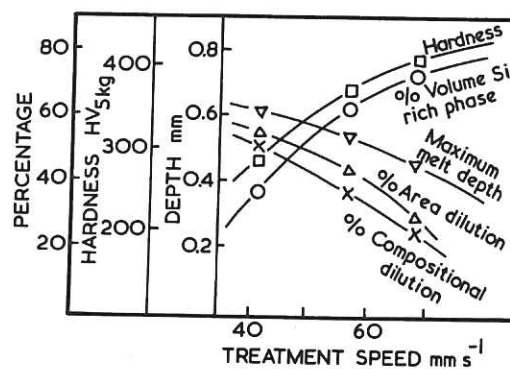 PERCENTAGE
80
60
40
20
HARDNESS HV5kg
400
300
200
DEPTH mm
0.8
0.6
0.4
0.2
Hardness
% Volume Si
rich phase
Maximum
melt depth
% Area dilution
% Compositional
dilution
40
60
TREATMENT SPEED mm s-1